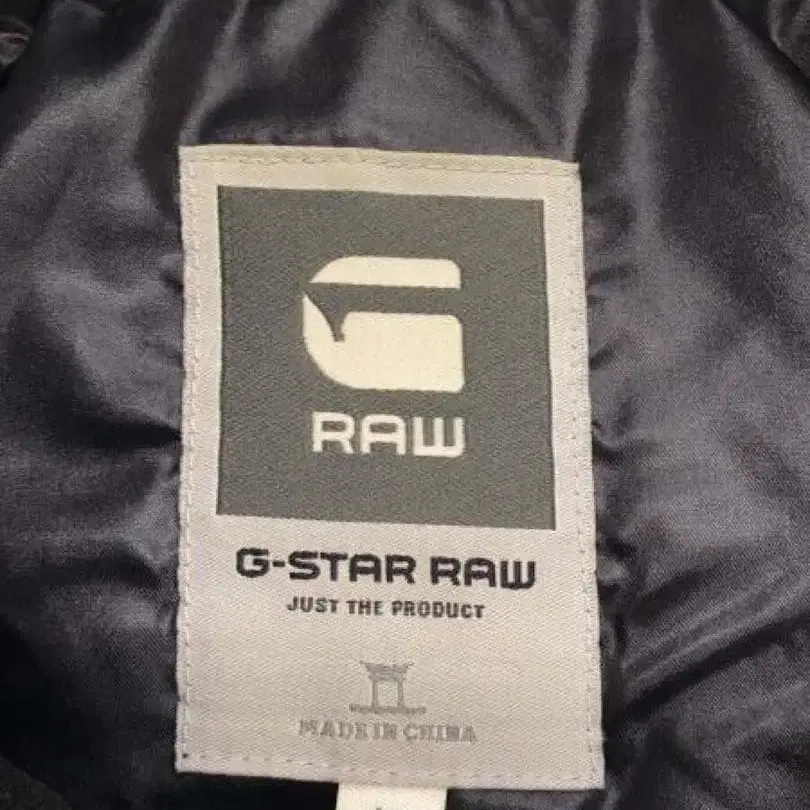 RAW
G-STAR RAW
JUST THE PRODUCT
MADE IN CHINA